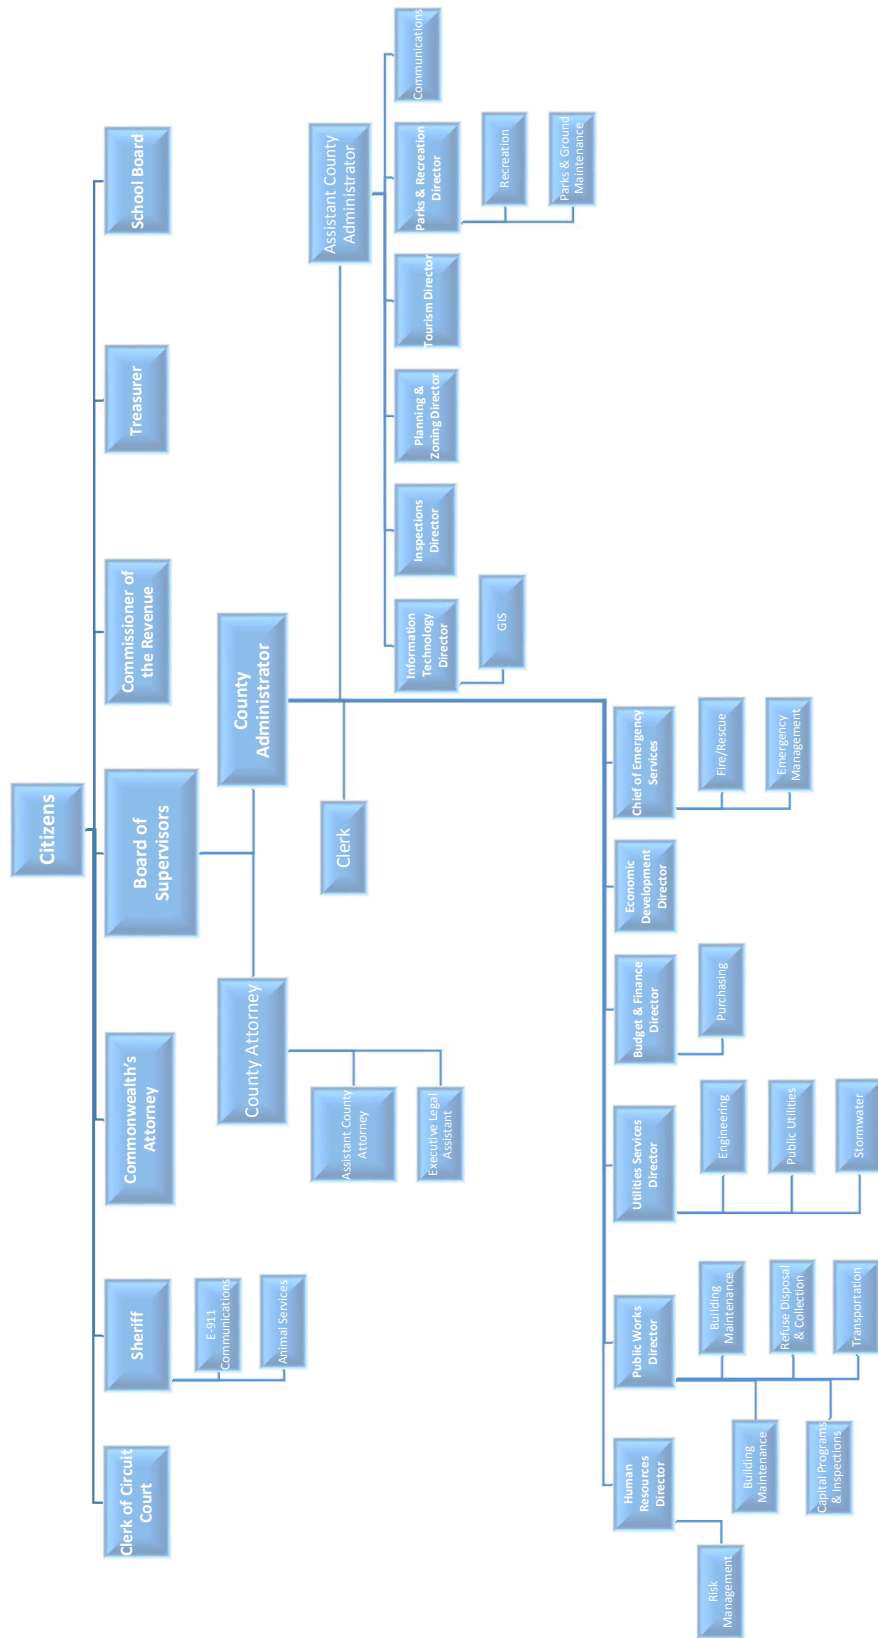 Citizens
Clerk of Circuit
Court
Sheriff
Commonwealth's
Attorney
Board of
Supervisors
Commissioner of
the Revenue
Treasurer
School Board
E-911
Communications
Animal Services
County Attorney
County
Administrator
Assistant County
Attorney
Executive Legal
Assistant
Clerk
Assistant County
Administrator
Information
Technology
Director
Inspections
Director
Planning &
Zoning Director
Tourism Director
Parks & Recreation
Director
Communications
GIS
Recreation
Parks & Ground
Maintenance
Human
Resources
Director
Public Works
Director
Utilities Services
Director
Budget & Finance
Director
Economic
Development
Director
Chief of Emergency
Services
Risk
Management
Building
Maintenance
Building
Maintenance
Refuse Disposal
& Collection
Capital Programs
& Inspections
Transportation
Engineering
Public Utilities
Stormwater
Purchasing
Fire/Rescue
Emergency
Management